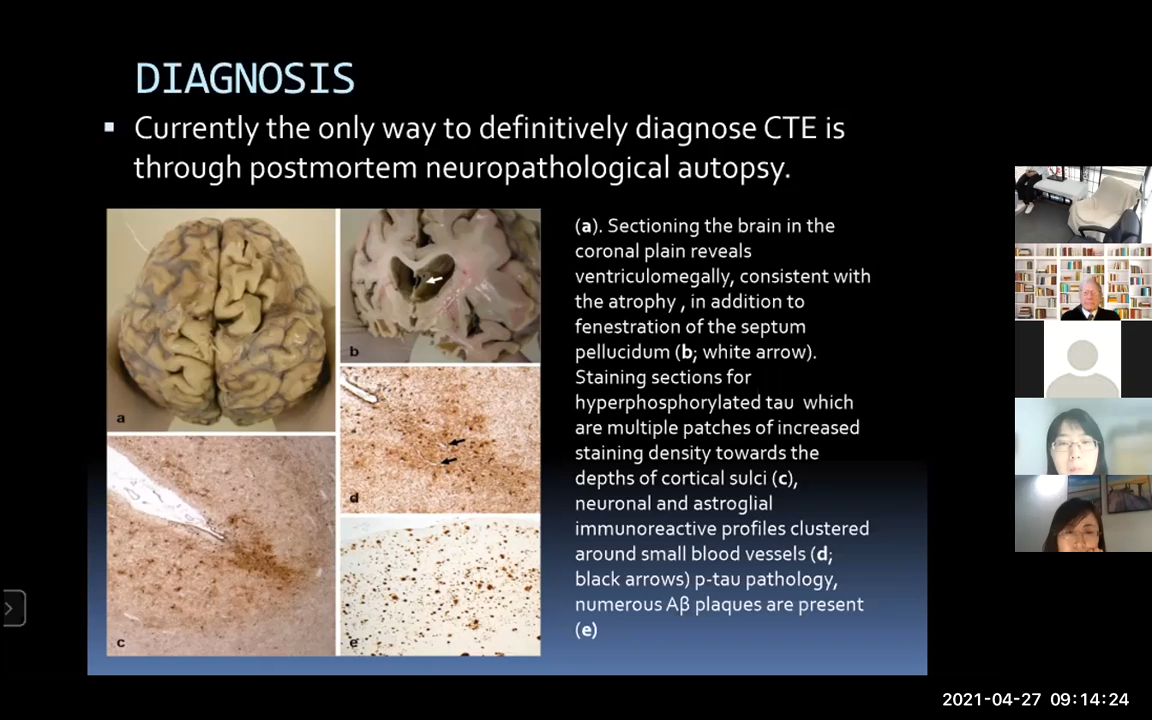 DIAGNOSIS
▪ Currently the only way to definitively diagnose CTE is
through postmortem neuropathological autopsy.
a
b
c
d
e
(a). Sectioning the brain in the
coronal plain reveals
ventriculomegally, consistent with
the atrophy , in addition to
fenestration of the septum
pellucidum (b; white arrow).
Staining sections for
hyperphosphorylated tau which
are multiple patches of increased
staining density towards the
depths of cortical sulci (c),
neuronal and astroglial
immunoreactive profiles clustered
around small blood vessels (d;
black arrows) p-tau pathology,
numerous Aβ plaques are present
(e)
2021-04-27 09:14:24